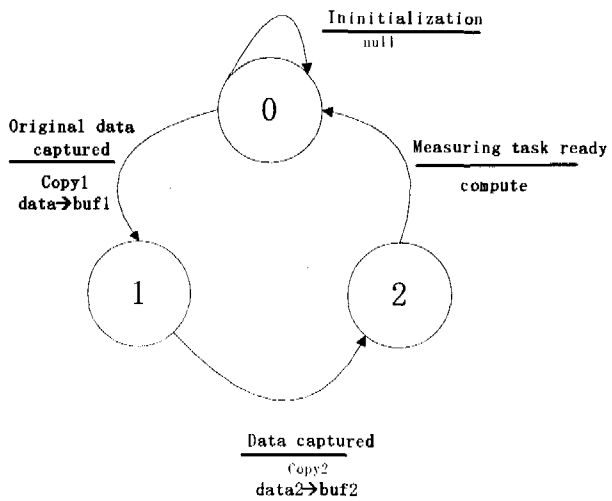 Ininitialization
null
0
Original data
captured
Copy1
data→buf1
Measuring task ready
compute
1
2
Data captured
Copy2
data2→buf2